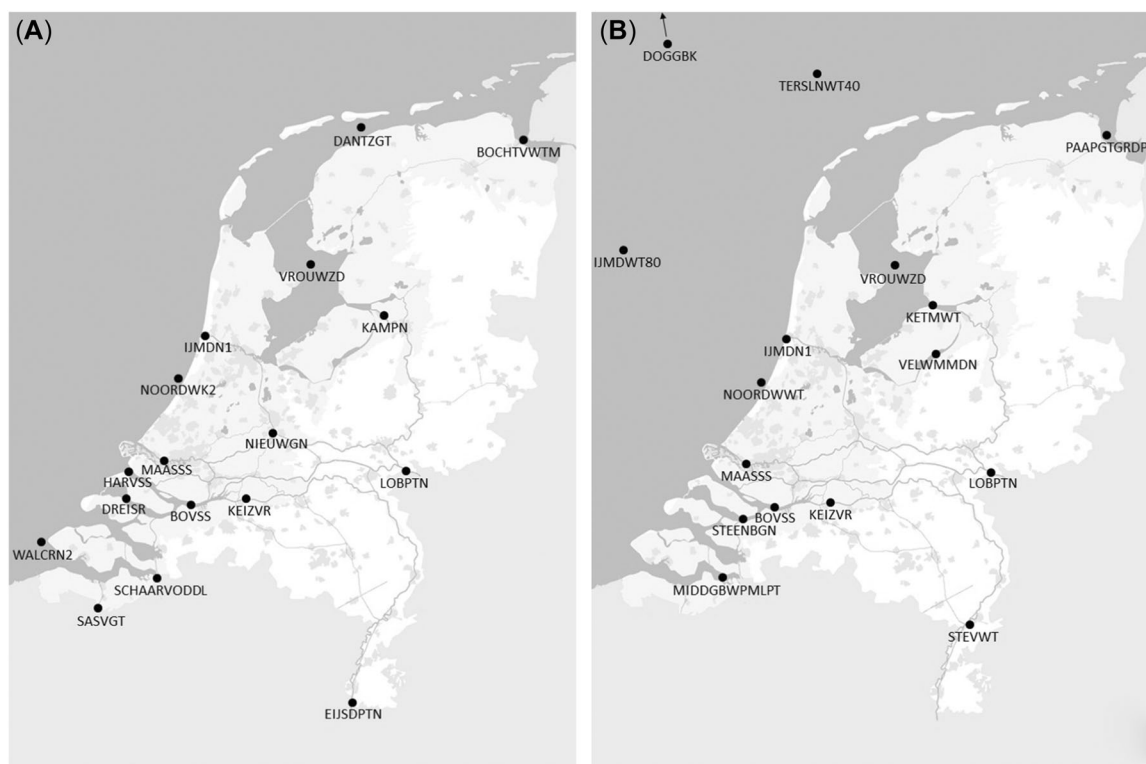 (A)
DANTZGT
BOCHTVWTM
VROUWZD
KAMPN
IJMDN1
NOORDWK2
NIEUWGN
MAASSS
HARVSS
LOBPTN
DREISR
BOVSS
KEIZVR
WALCRN2
SCHAARVODDL
SASVGT
EIJSDPTN
(B)
DOGGBK
TERSLNWT40
PAAPGTGRDP
IJMDWT80
VROUWZD
KETMWT
IJMDN1
VELWMMDN
NOORDWWT
MAASSS
LOBPTN
BOVSS
KEIZVR
STEENBGN
MIDDGBWPMLPT
STEVWT